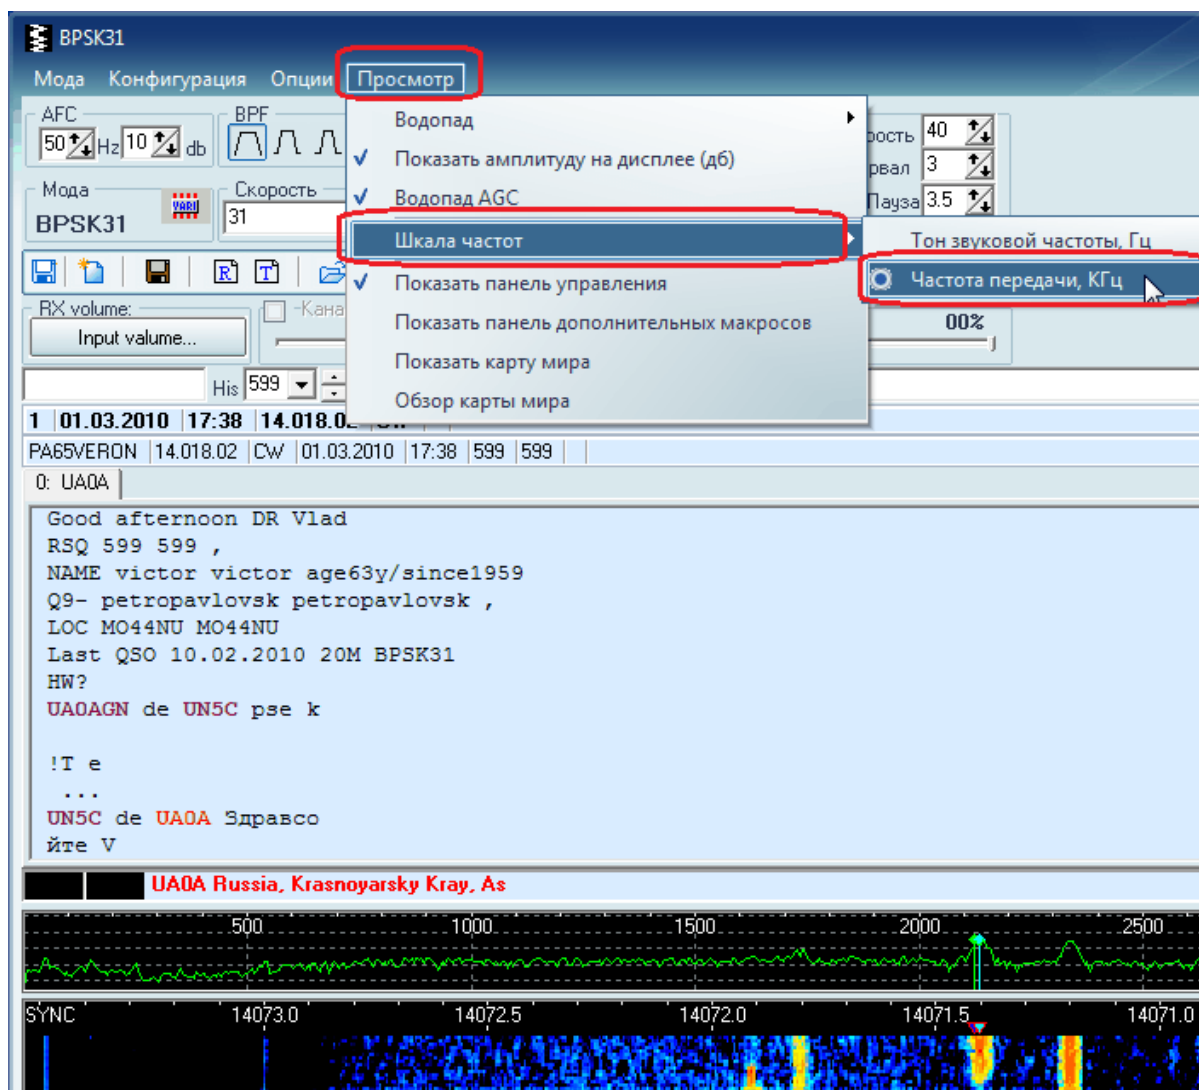 BPSK31
Мода Конфигурация Опции Просмотр
AFC BPF
50 Hz 10 db
Мода Скорость
BPSK31 VARIJ 31
Водопад
Показать амплитуду на дисплее (дб)
Водопад AGC
Шкала частот
Показать панель управления
Показать панель дополнительных макросов
Показать карту мира
Обзор карты мира
рость 40
рвал 3
Пауза 3.5
Тон звуковой частоты, Гц
Частота передачи, КГц
R T
RX volume: -Кана
Input valume... 00%
His 599
1 01.03.2010 17:38 14.018.02
PA65VERON 14.018.02 CW 01.03.2010 17:38 599 599
0: UA0A
Good afternoon DR Vlad
RSQ 599 599 ,
NAME victor victor age63y/since1959
Q9- petropavlovsk petropavlovsk ,
LOC MO44NU MO44NU
Last QSO 10.02.2010 20M BPSK31
HW?
UA0AGN de UN5C pse k
!T e
...
UN5C de UA0A Здравсо
йте V
UA0A Russia, Krasnoyarsky Kray, As
500 1000 1500 2000 2500
SYNC 14073.0 14072.5 14072.0 14071.5 14071.0